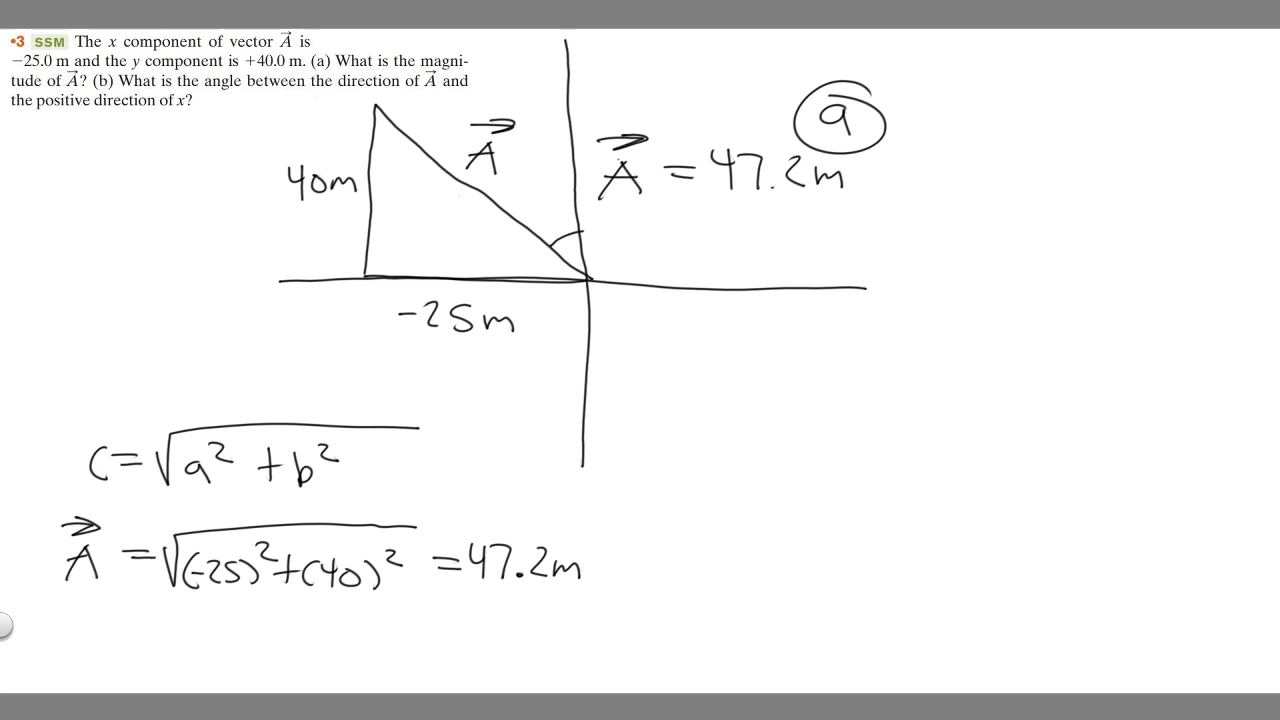 •3 SSM The x component of vector A⃗ is
−25.0 m and the y component is +40.0 m. (a) What is the magni-
tude of A⃗? (b) What is the angle between the direction of A⃗ and
the positive direction of x?
a
40m
A⃗
A⃗ = 47.2m
-25m
c=√(a² + b²)
A⃗ = √((-25)²+(40)²) = 47.2m